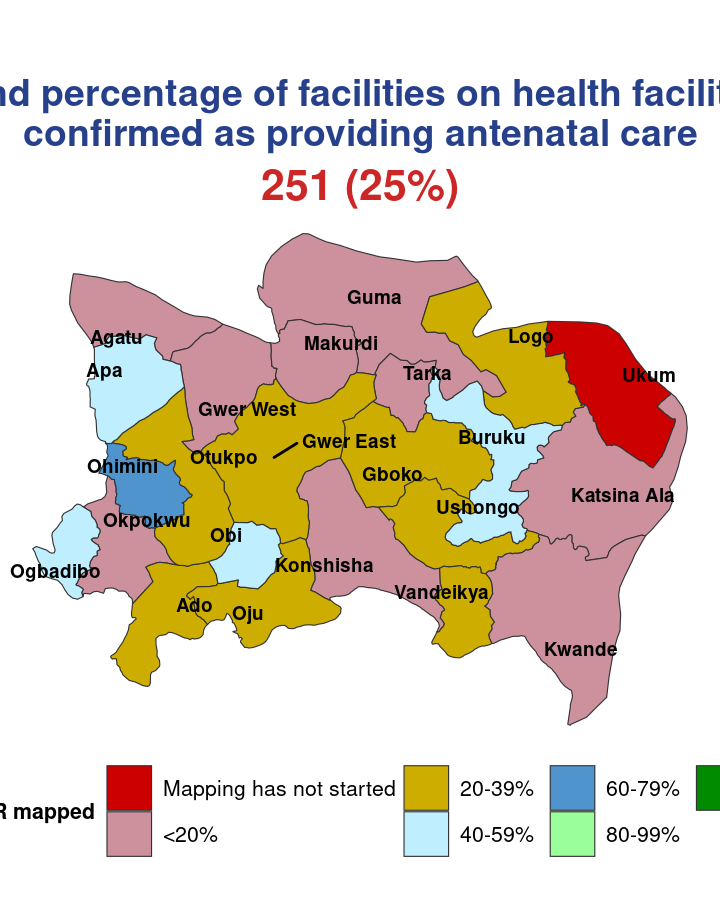 nd percentage of facilities on health facilit
confirmed as providing antenatal care
251 (25%)
Guma
Agatu
Makurdi
Logo
Apa
Tarka
Ukum
Gwer West
Buruku
Gwer East
Ohimini
Otukpo
Gboko
Katsina Ala
Okpokwu
Ushongo
Obi
Ogbadibo
Konshisha
Vandeikya
Ado
Oju
Kwande
R mapped
Mapping has not started
20-39%
60-79%
<20%
40-59%
80-99%